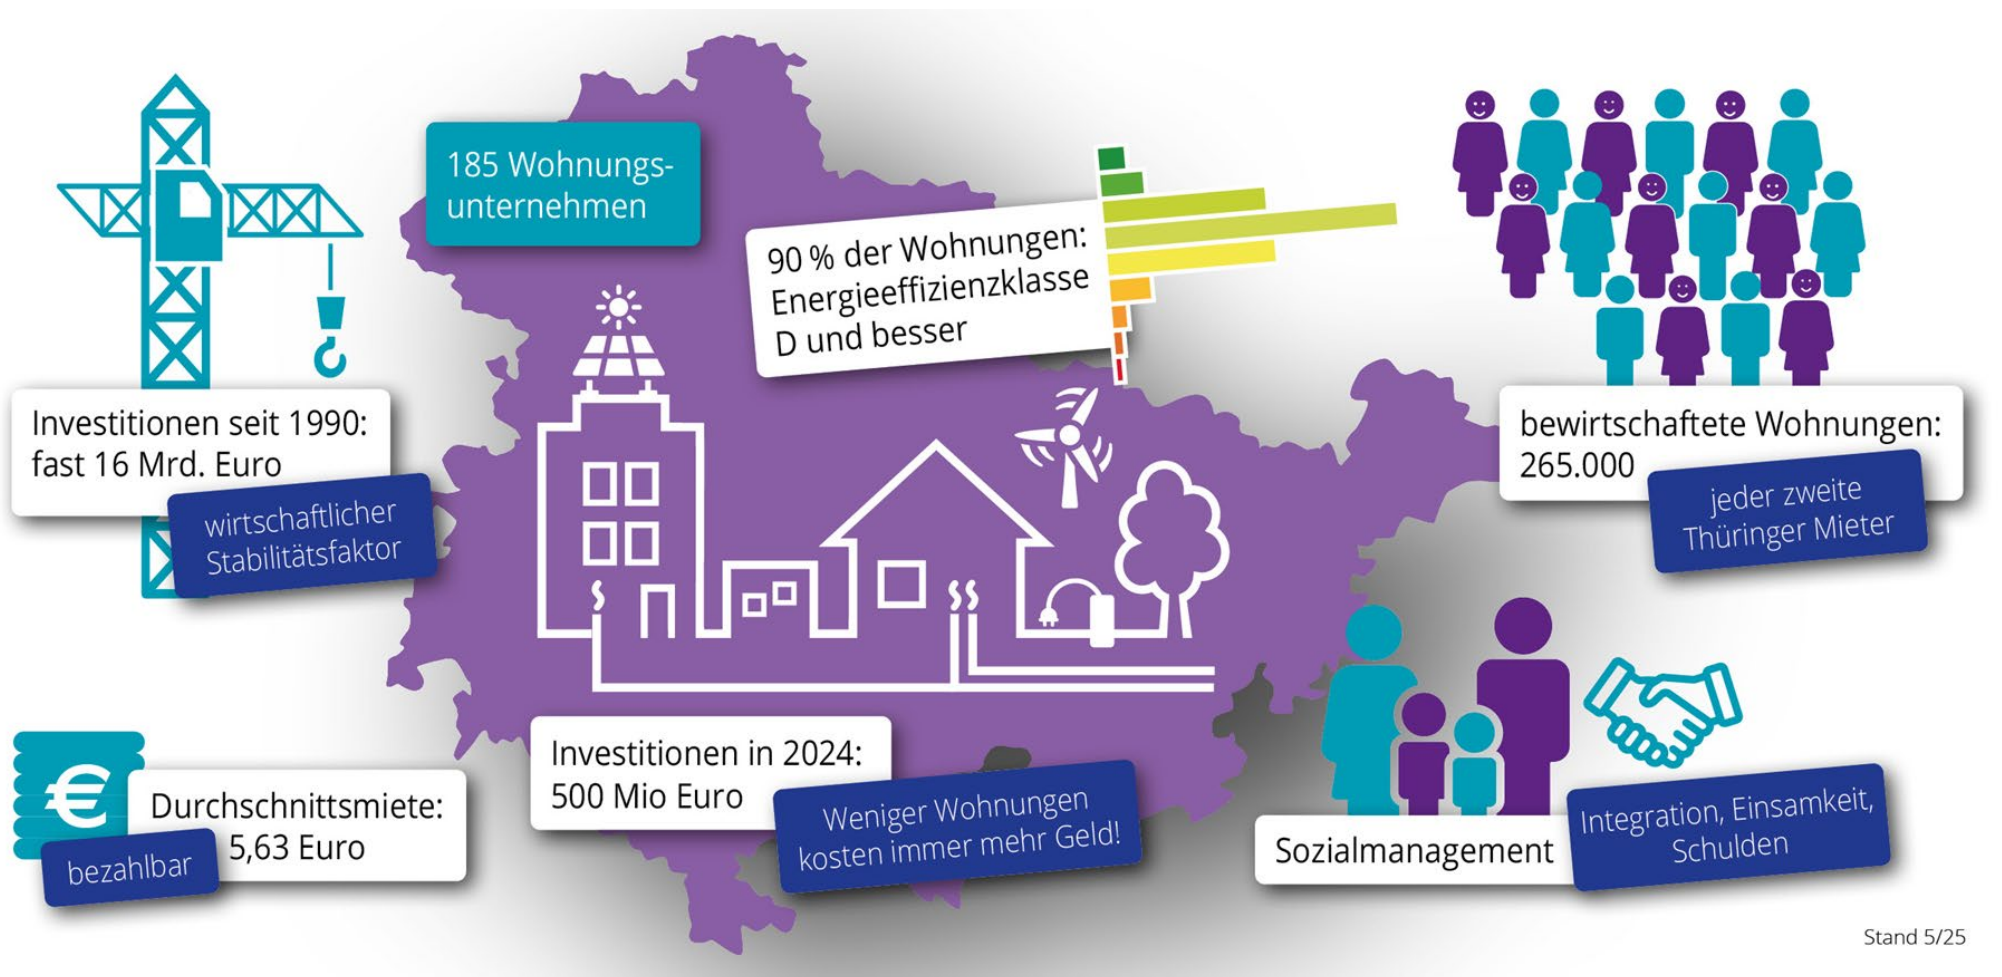 185 Wohnungs-
unternehmen
90 % der Wohnungen:
Energieeffizienzklasse
D und besser
Investitionen seit 1990:
fast 16 Mrd. Euro
wirtschaftlicher
Stabilitätsfaktor
bewirtschaftete Wohnungen:
265.000
jeder zweite
Thüringer Mieter
€
Durchschnittsmiete:
5,63 Euro
bezahlbar
Investitionen in 2024:
500 Mio Euro
Weniger Wohnungen
kosten immer mehr Geld!
Sozialmanagement
Integration, Einsamkeit,
Schulden
Stand 5/25